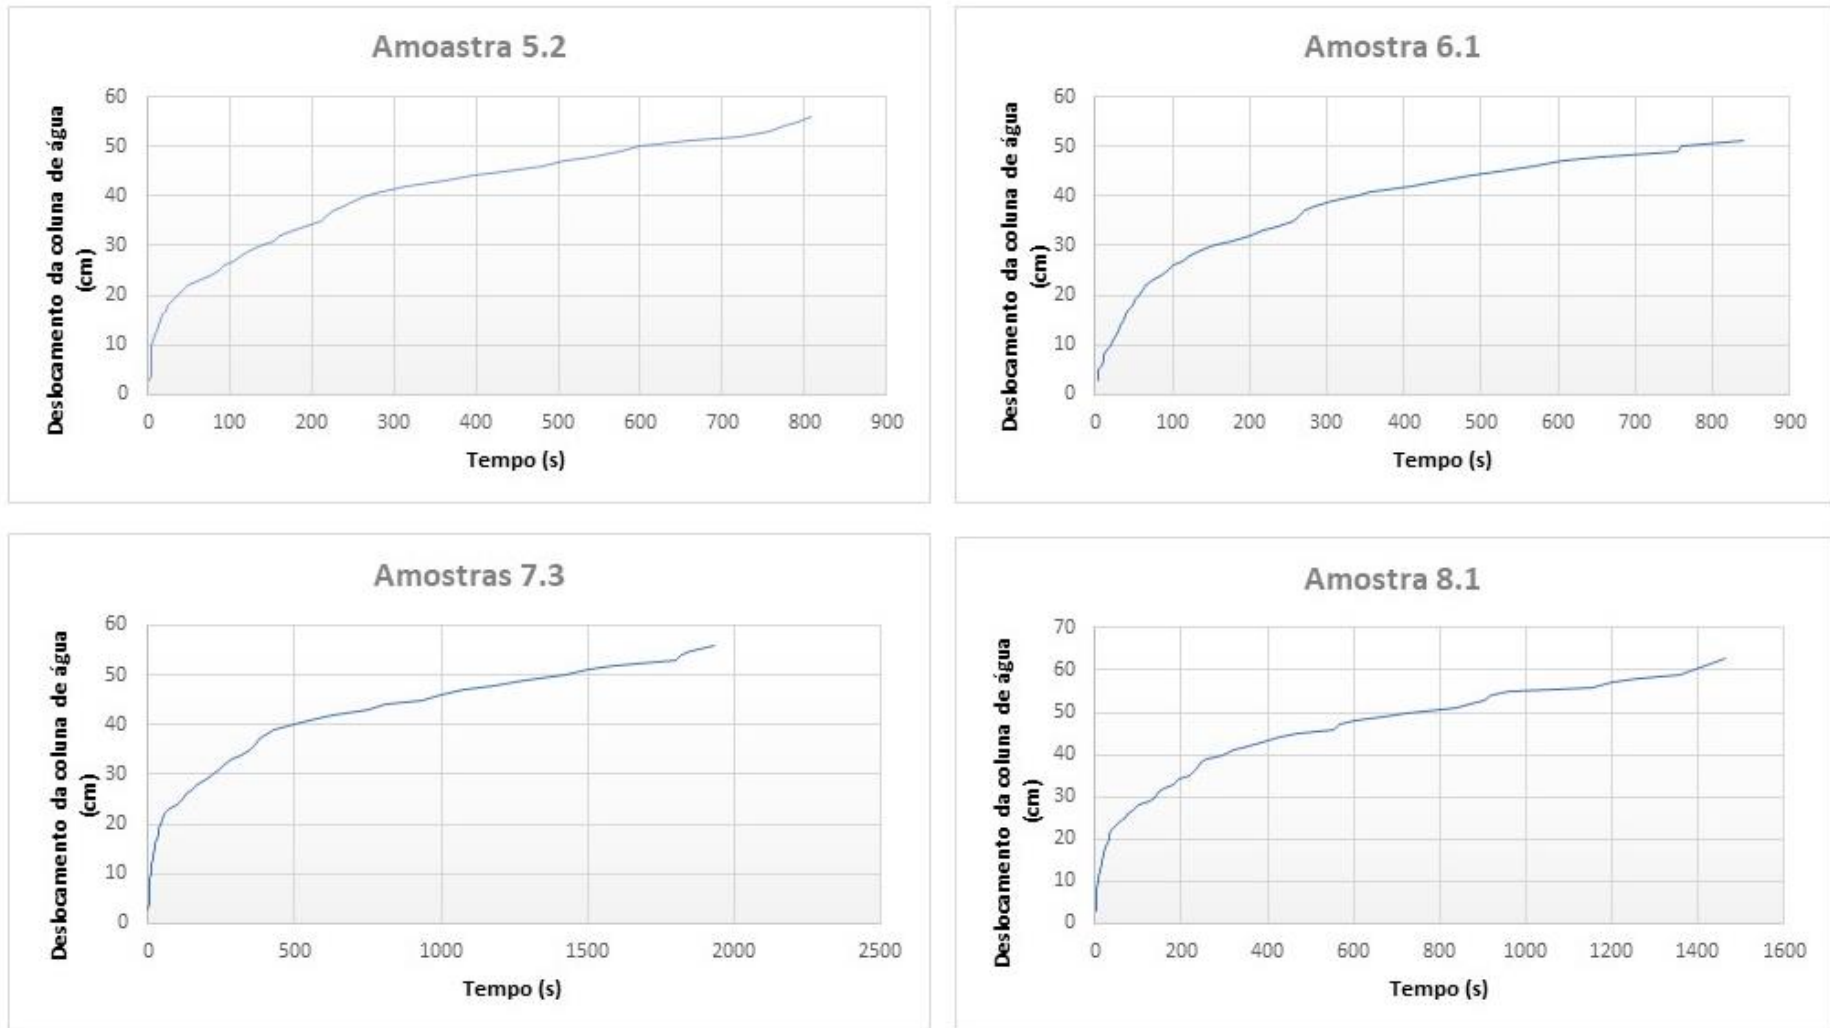 Amoastra 5.2
Deslocamento da coluna de água
(cm)
60
50
40
30
20
10
0
0 100 200 300 400 500 600 700 800 900
Tempo (s)
Amostra 6.1
Deslocamento da coluna de água
(cm)
60
50
40
30
20
10
0
0 100 200 300 400 500 600 700 800 900
Tempo (s)
Amostras 7.3
Deslocamento da coluna de água
(cm)
60
50
40
30
20
10
0
0 500 1000 1500 2000 2500
Tempo (s)
Amostra 8.1
Deslocamento da coluna de água
(cm)
70
60
50
40
30
20
10
0
0 200 400 600 800 1000 1200 1400 1600
Tempo (s)